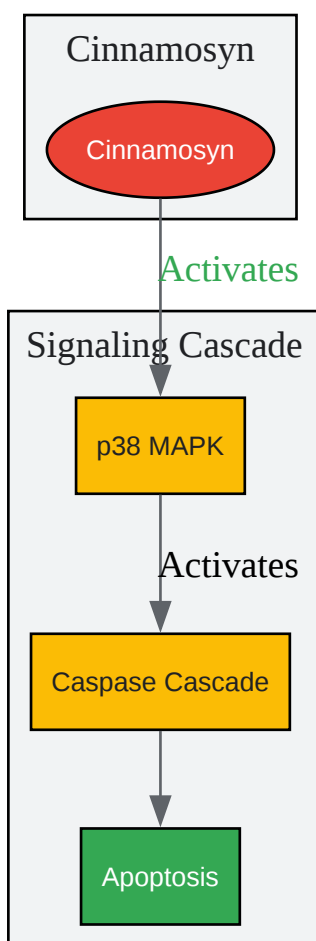 Cinnamosyn
Cinnamosyn
Activates
Signaling Cascade
p38 MAPK
Activates
Caspase Cascade
Apoptosis